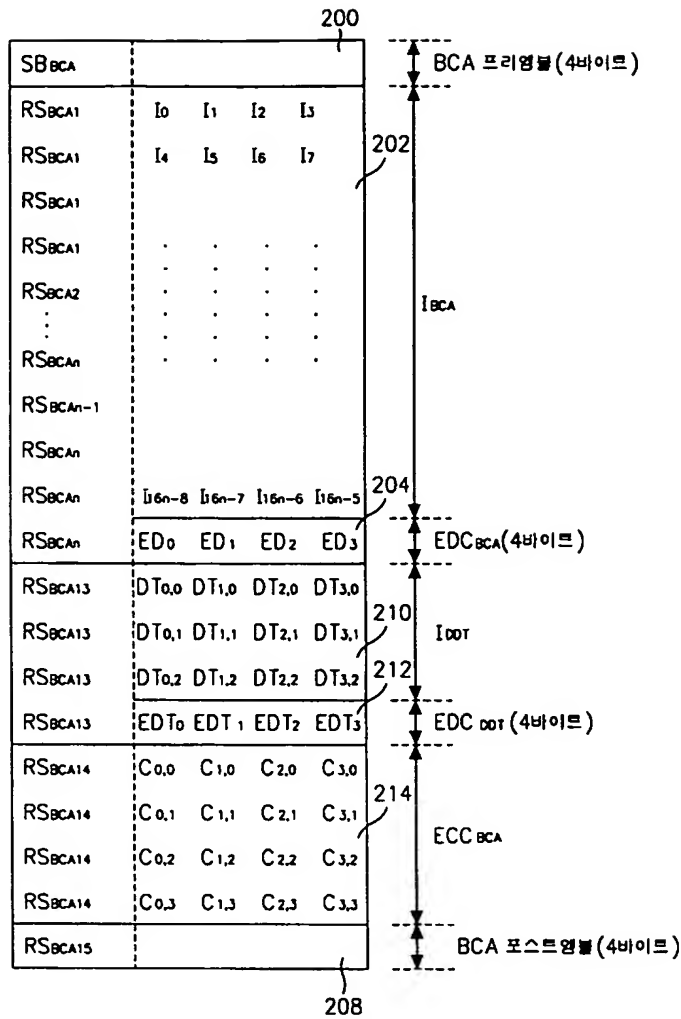 200
SBBCA BCA 프리앰블(4바이트)
RSBCA1 I0 I1 I2 I3
202
RSBCA1 I4 I5 I6 I7
RSBCA1
RSBCA1 . . . .
RSBCA2 . . . .
IBCA
⋮ . . . .
RSBCAn . . . .
RSBCAn-1
RSBCAn
204
RSBCAn I16n-8 I16n-7 I16n-6 I16n-5
RSBCAn ED0 ED1 ED2 ED3 EDCBCA(4바이트)
RSBCA13 DT0,0 DT1,0 DT2,0 DT3,0
210
RSBCA13 DT0,1 DT1,1 DT2,1 DT3,1 IDDT
212
RSBCA13 DT0,2 DT1,2 DT2,2 DT3,2
RSBCA13 EDT0 EDT1 EDT2 EDT3 EDCDDT(4바이트)
RSBCA14 C0,0 C1,0 C2,0 C3,0
214
RSBCA14 C0,1 C1,1 C2,1 C3,1
ECCBCA
RSBCA14 C0,2 C1,2 C2,2 C3,2
RSBCA14 C0,3 C1,3 C2,3 C3,3
RSBCA15 BCA 포스트앰블(4바이트)
208